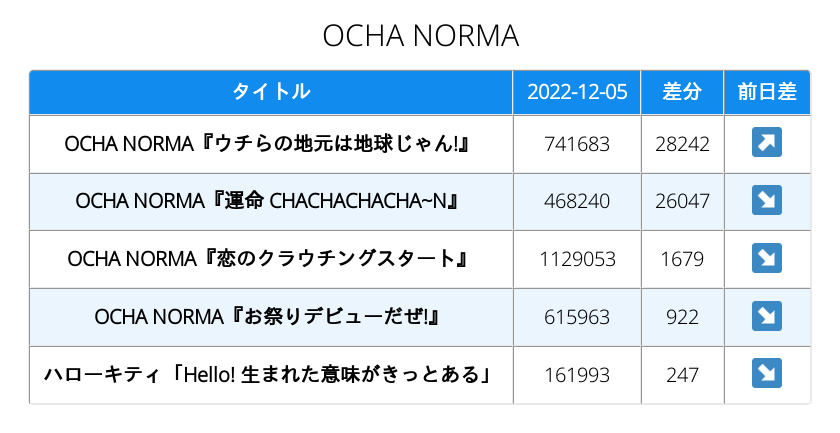 OCHA NORMA
タイトル 2022-12-05 差分 前日差
OCHA NORMA『ウチらの地元は地球じゃん!』 741683 28242 ↗
OCHA NORMA『運命 CHACHACHACHA~N』 468240 26047 ↘
OCHA NORMA『恋のクラウチングスタート』 1129053 1679 ↘
OCHA NORMA『お祭りデビューだぜ!』 615963 922 ↘
ハローキティ「Hello! 生まれた意味がきっとある」 161993 247 ↘